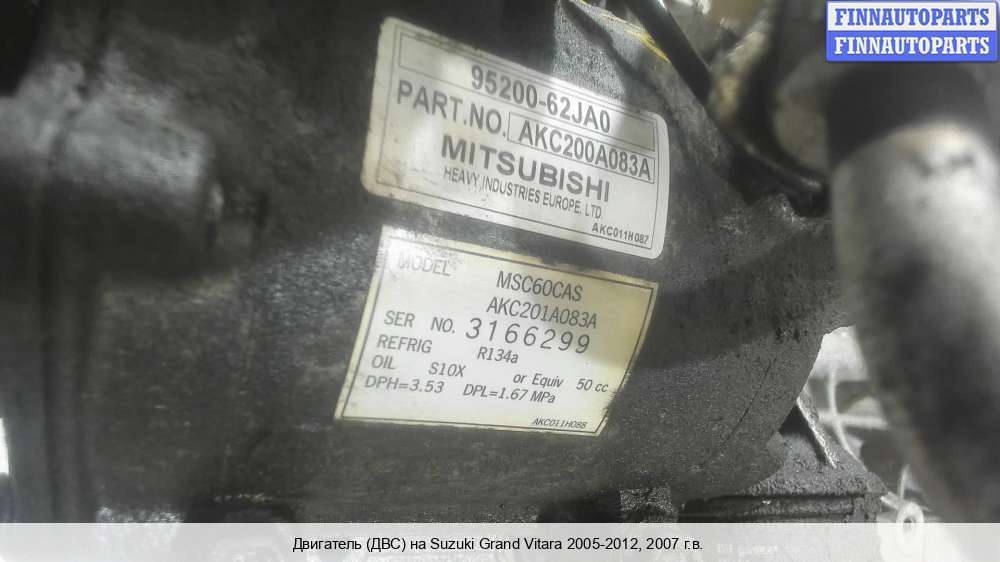 FINNAUTOPARTS
FINNAUTOPARTS
95200-62JA0
PART.NO. AKC200A083A
MITSUBISHI
HEAVY INDUSTRIES EUROPE, LTD.
AKC011H087
MODEL MSC60CAS
AKC201A083A
SER NO. 3166299
REFRIG R134a
OIL S10X or Equiv 50 cc
DPH=3.53 DPL=1.67 MPa
AKC011H088
Двигатель (ДВС) на Suzuki Grand Vitara 2005-2012, 2007 г.в.